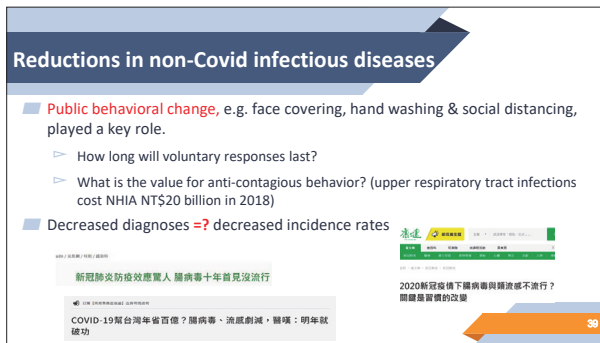 Reductions in non-Covid infectious diseases
Public behavioral change, e.g. face covering, hand washing & social distancing,
played a key role.
How long will voluntary responses last?
What is the value for anti-contagious behavior? (upper respiratory tract infections
cost NHIA NT$20 billion in 2018)
Decreased diagnoses =? decreased incidence rates
新冠肺炎防疫效應驚人 腸病毒十年首見沒流行
COVID-19幫台灣年省百億？腸病毒、流感劇減，醫嘆：明年就
破功
2020新冠疫情下腸病毒與類流感不流行？
關鍵是習慣的改變
39